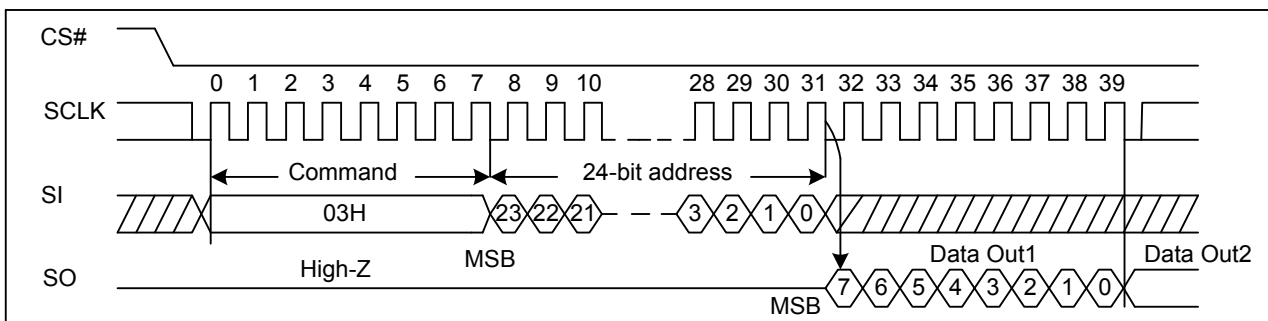 CS#
0 1 2 3 4 5 6 7 8 9 10 28 29 30 31 32 33 34 35 36 37 38 39
SCLK
Command 24-bit address
SI
03H 23 22 21 3 2 1 0
High-Z MSB Data Out1 Data Out2
SO
MSB 7 6 5 4 3 2 1 0